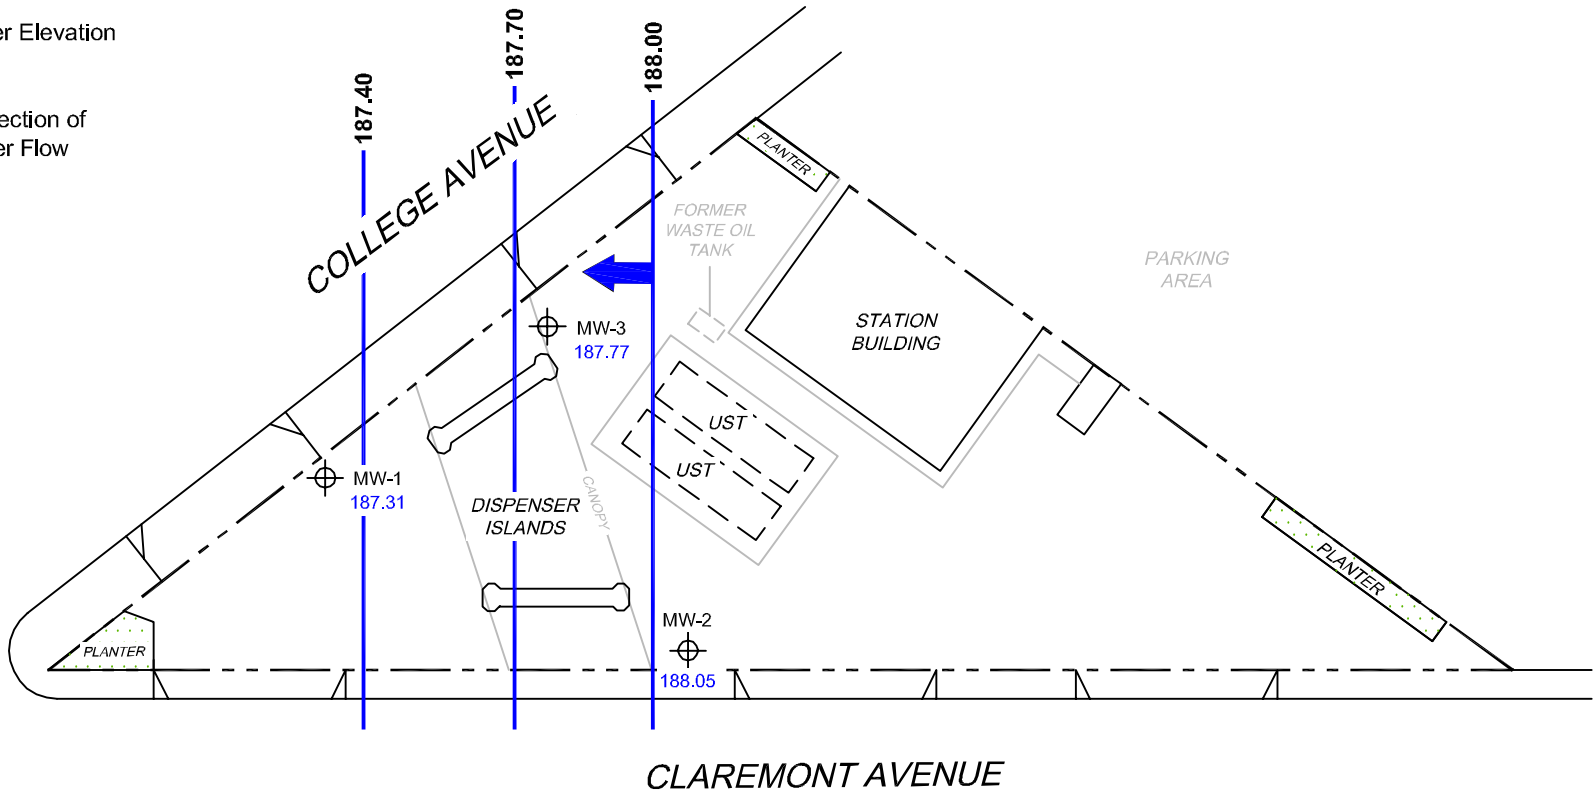 er Elevation
ection of
er Flow
187.40
187.70
188.00
COLLEGE AVENUE
PLANTER
FORMER
WASTE OIL
TANK
PARKING
AREA
STATION
BUILDING
MW-3
187.77
UST
UST
MW-1
187.31
DISPENSER
ISLANDS
CANOPY
PLANTER
MW-2
188.05
PLANTER
CLAREMONT AVENUE